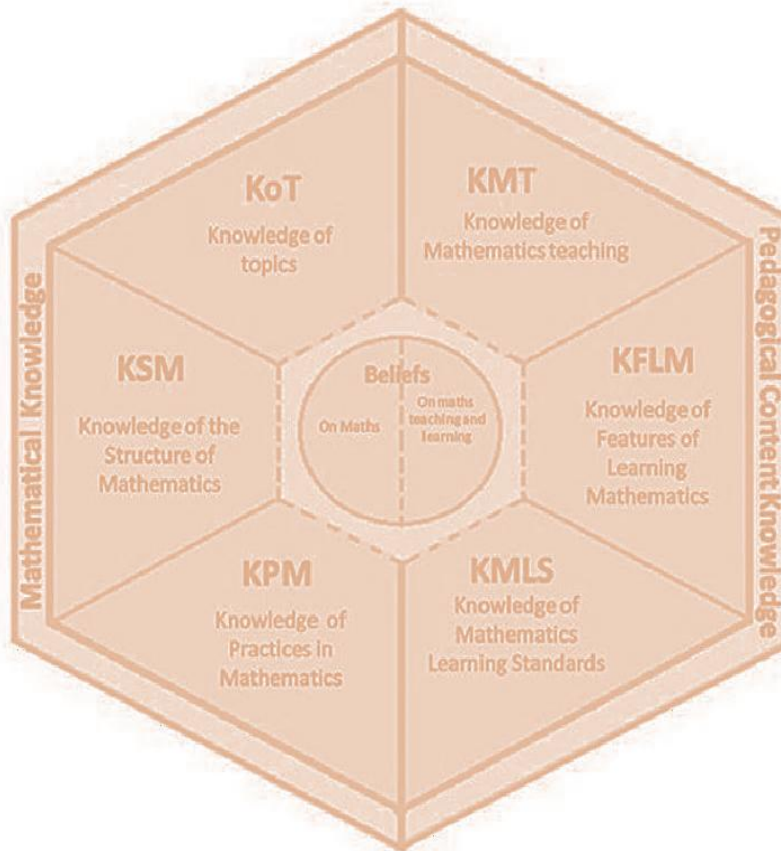 KoT
Knowledge of
topics
KMT
Knowledge of
Mathematics teaching
Mathematical Knowledge
Pedagogical Content Knowledge
KSM
Knowledge of the
Structure of
Mathematics
Beliefs
On Maths
On maths
teaching and
learning
KFLM
Knowledge of
Features of
Learning
Mathematics
KPM
Knowledge of
Practices in
Mathematics
KMLS
Knowledge of
Mathematics
Learning Standards